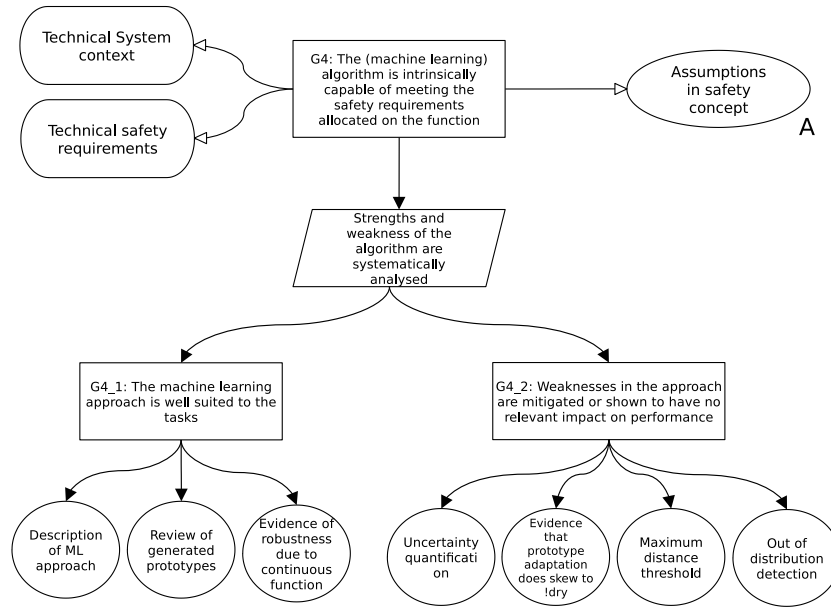 Technical System
context
Technical safety
requirements
G4: The (machine learning)
algorithm is intrinsically
capable of meeting the
safety requirements
allocated on the function
Assumptions
in safety
concept
A
Strengths and
weakness of the
algorithm are
systematically
analysed
G4_1: The machine learning
approach is well suited to the
tasks
G4_2: Weaknesses in the approach
are mitigated or shown to have no
relevant impact on performance
Description
of ML
approach
Review of
generated
prototypes
Evidence of
robustness
due to
continuous
function
Uncertainty
quantificati
on
Evidence
that
prototype
adaptation
does skew to
!dry
Maximum
distance
threshold
Out of
distribution
detection